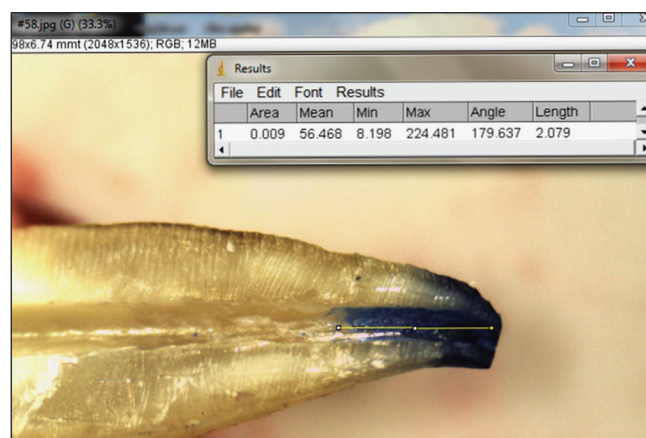 #58.jpg (G) (33.3%)
98x6.74 mmt (2048x1536); RGB; 12MB
Results
File Edit Font Results
Area Mean Min Max Angle Length
1 0.009 56.468 8.198 224.481 179.637 2.079